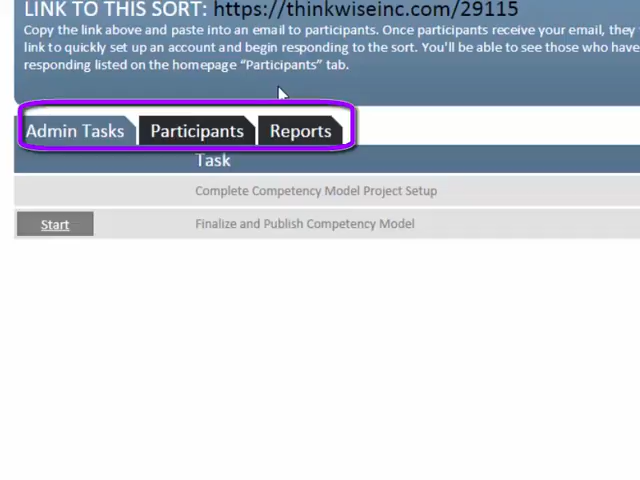 LINK TO THIS SORT: https://thinkwiseinc.com/29115
Copy the link above and paste into an email to participants. Once participants receive your email, they
link to quickly set up an account and begin responding to the sort. You'll be able to see those who have
responding listed on the homepage “Participants” tab.
Admin Tasks Participants Reports
Task
Complete Competency Model Project Setup
Start Finalize and Publish Competency Model